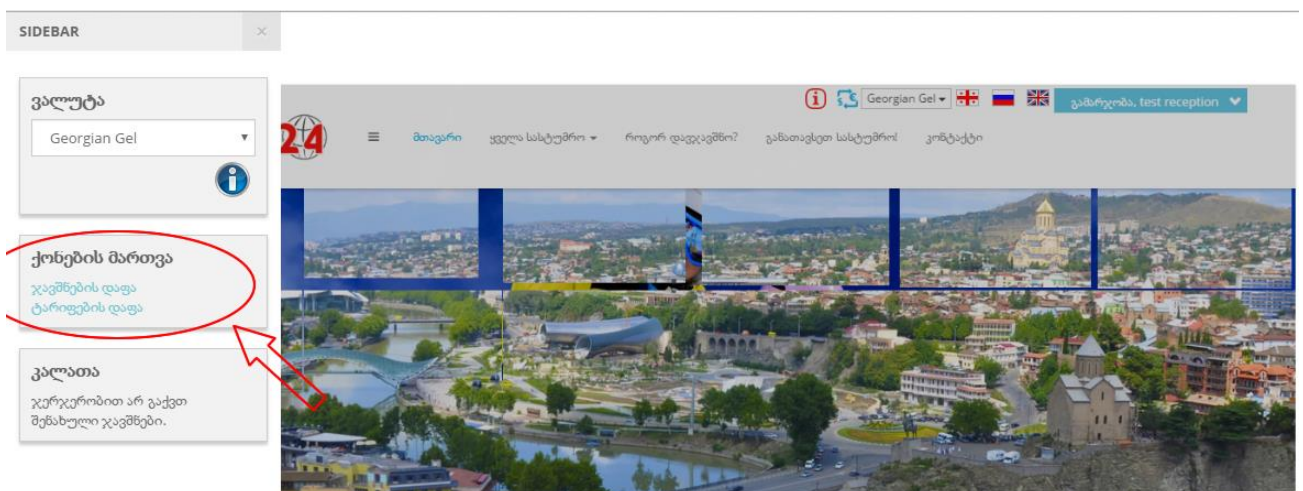 SIDEBAR ×
ვალუტა
Georgian Gel
ქონების მართვა
ჯავშნების დაფა
ტარიფების დაფა
კალათა
ჯერჯერობით არ გაქვთ
შენახული ჯავშნები.
Georgian Gel
გამარჯობა, test reception
24
მთავარი ყველა სასტუმრო როგორ დავჯავშნო? განათავსეთ სასტუმრო! კონტაქტი